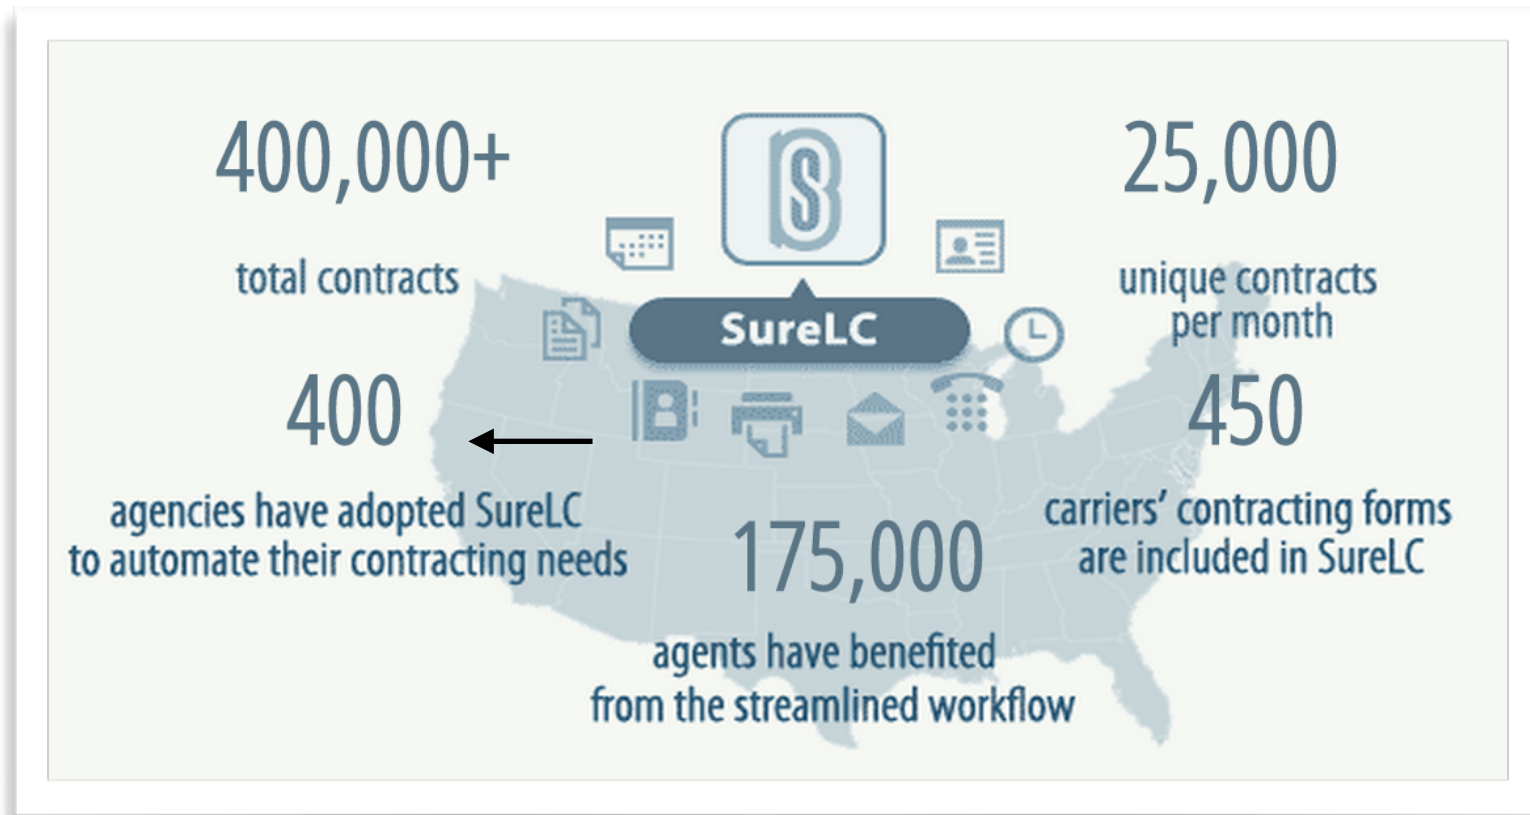 400,000+
total contracts
25,000
unique contracts
per month
SureLC
400
agencies have adopted SureLC
to automate their contracting needs
450
carriers’ contracting forms
are included in SureLC
175,000
agents have benefited
from the streamlined workflow